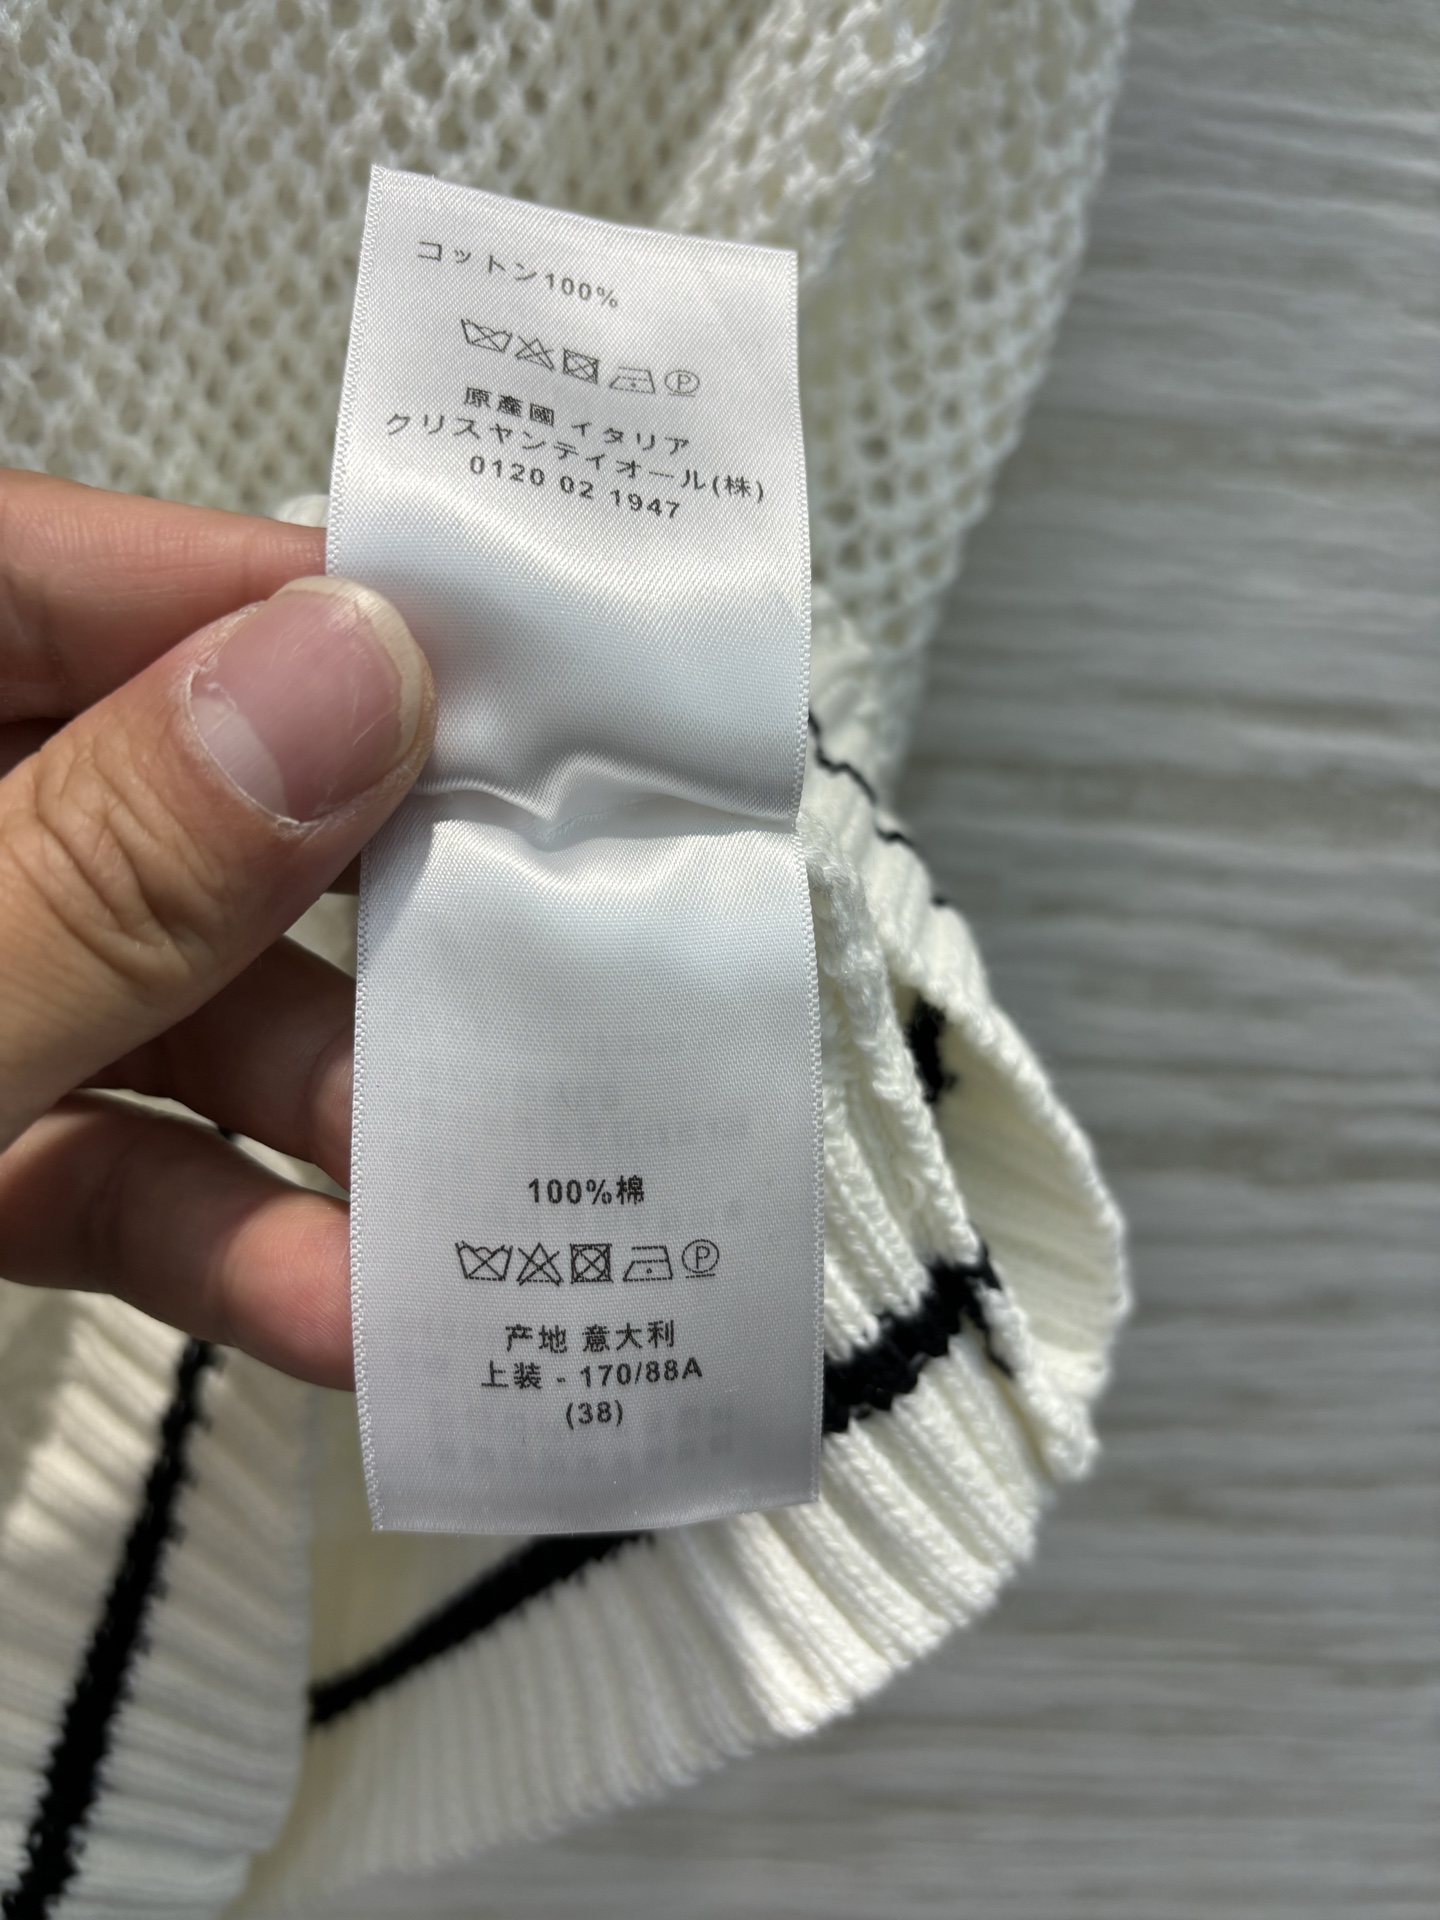 コットン100%
P
原產國 イタリア
クリスヤンテイオール(株)
0120 02 1947
100%棉
P
产地 意大利
上装 - 170/88A
(38)